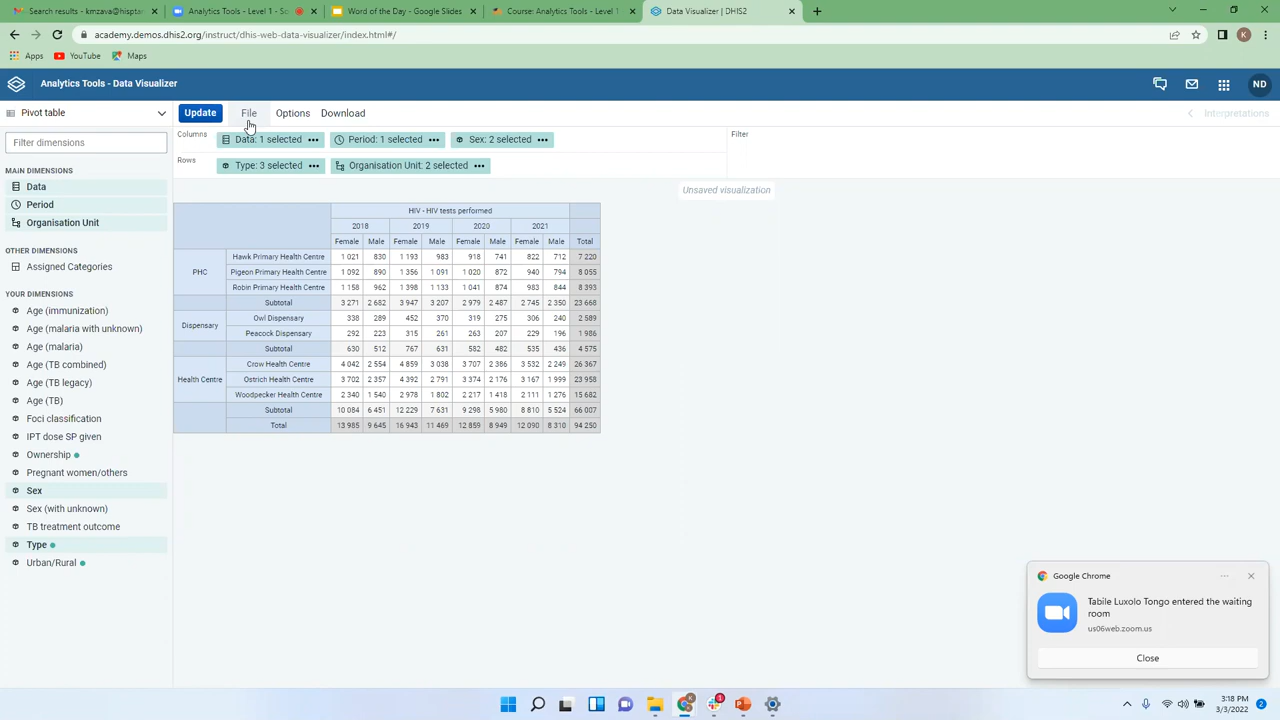 Search results - kmzava@hisptan
Analytics Tools - Level 1 - So
Word of the Day - Google Slides
Course: Analytics Tools - Level 1
Data Visualizer | DHIS2
academy.demos.dhis2.org/instruct/dhis-web-data-visualizer/index.html#/
K
Apps YouTube Maps
Analytics Tools - Data Visualizer
ND
Pivot table
Update File Options Download
Interpretations
Filter dimensions
Columns Data: 1 selected ••• Period: 1 selected ••• Sex: 2 selected •••
Filter
Rows Type: 3 selected ••• Organisation Unit: 2 selected •••
MAIN DIMENSIONS
Data
Period
Organisation Unit
OTHER DIMENSIONS
Assigned Categories
YOUR DIMENSIONS
Age (immunization)
Age (malaria with unknown)
Age (malaria)
Age (TB combined)
Age (TB legacy)
Age (TB)
Foci classification
IPT dose SP given
Ownership
Pregnant women/others
Sex
Sex (with unknown)
TB treatment outcome
Type
Urban/Rural
Unsaved visualization
HIV - HIV tests performed
2018 2019 2020 2021
Female Male Female Male Female Male Female Male Total
PHC Hawk Primary Health Centre 1 021 830 1 193 983 918 741 822 712 7 220
Pigeon Primary Health Centre 1 092 890 1 356 1 091 1 020 872 940 794 8 055
Robin Primary Health Centre 1 158 962 1 398 1 133 1 041 874 983 844 8 393
Subtotal 3 271 2 682 3 947 3 207 2 979 2 487 2 745 2 350 23 668
Dispensary Owl Dispensary 338 289 452 370 319 275 306 240 2 589
Peacock Dispensary 292 223 315 261 263 207 229 196 1 986
Subtotal 630 512 767 631 582 482 535 436 4 575
Health Centre Crow Health Centre 4 042 2 554 4 859 3 038 3 707 2 386 3 532 2 249 26 367
Ostrich Health Centre 3 702 2 357 4 392 2 791 3 374 2 176 3 167 1 999 23 958
Woodpecker Health Centre 2 340 1 540 2 978 1 802 2 217 1 418 2 111 1 276 15 682
Subtotal 10 084 6 451 12 229 7 631 9 298 5 980 8 810 5 524 66 007
Total 13 985 9 645 16 943 11 469 12 859 8 949 12 090 8 310 94 250
Google Chrome
Tabile Luxolo Tongo entered the waiting
room
us06web.zoom.us
Close
1
3:18 PM
3/3/2022
2